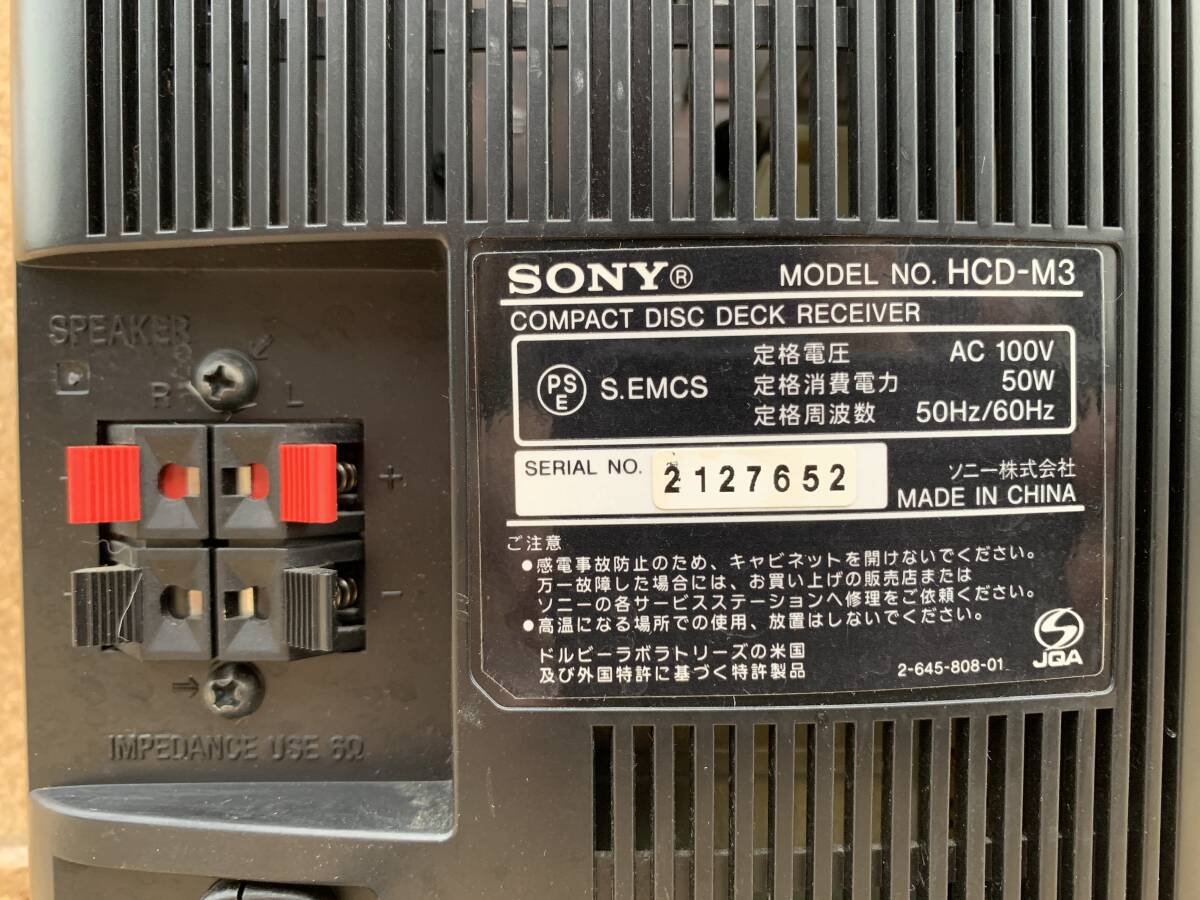 SPEAKER
R L
+
-
IMPEDANCE USE 6Ω
SONY® MODEL NO. HCD-M3
COMPACT DISC DECK RECEIVER
PSE S.EMCS
定格電圧 AC 100V
定格消費電力 50W
定格周波数 50Hz/60Hz
SERIAL NO. 2127652
ソニー株式会社
MADE IN CHINA
ご注意
●感電事故防止のため、キャビネットを開けないでください。
万一故障した場合には、お買い上げの販売店または
ソニーの各サービスステーションへ修理をご依頼ください。
●高温になる場所での使用、放置はしないでください。
ドルビーラボラトリーズの米国
及び外国特許に基づく特許製品
2-645-808-01
JQA